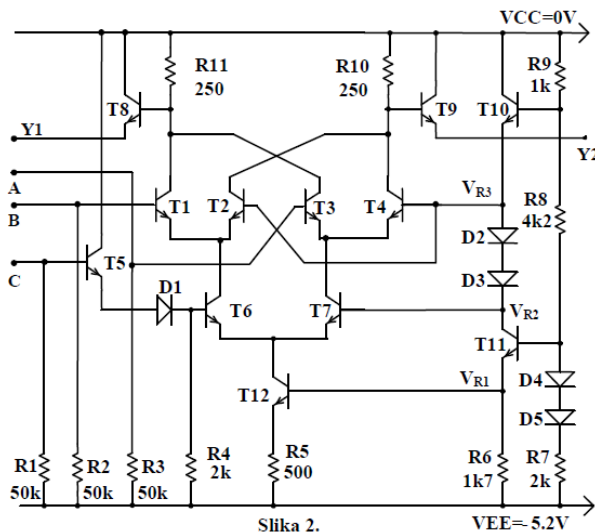 VCC=0V
R11
250
R10
250
R9
1k
T8
T9
T10
Y1
Y2
A
B
C
T1
T2
T3
T4
VR3
R8
4k2
D2
D3
T5
D1
T6
T7
VR2
T11
D4
D5
T12
VR1
R1
50k
R2
50k
R3
50k
R4
2k
R5
500
R6
1k7
R7
2k
Slika 2.
VEE=-5.2V